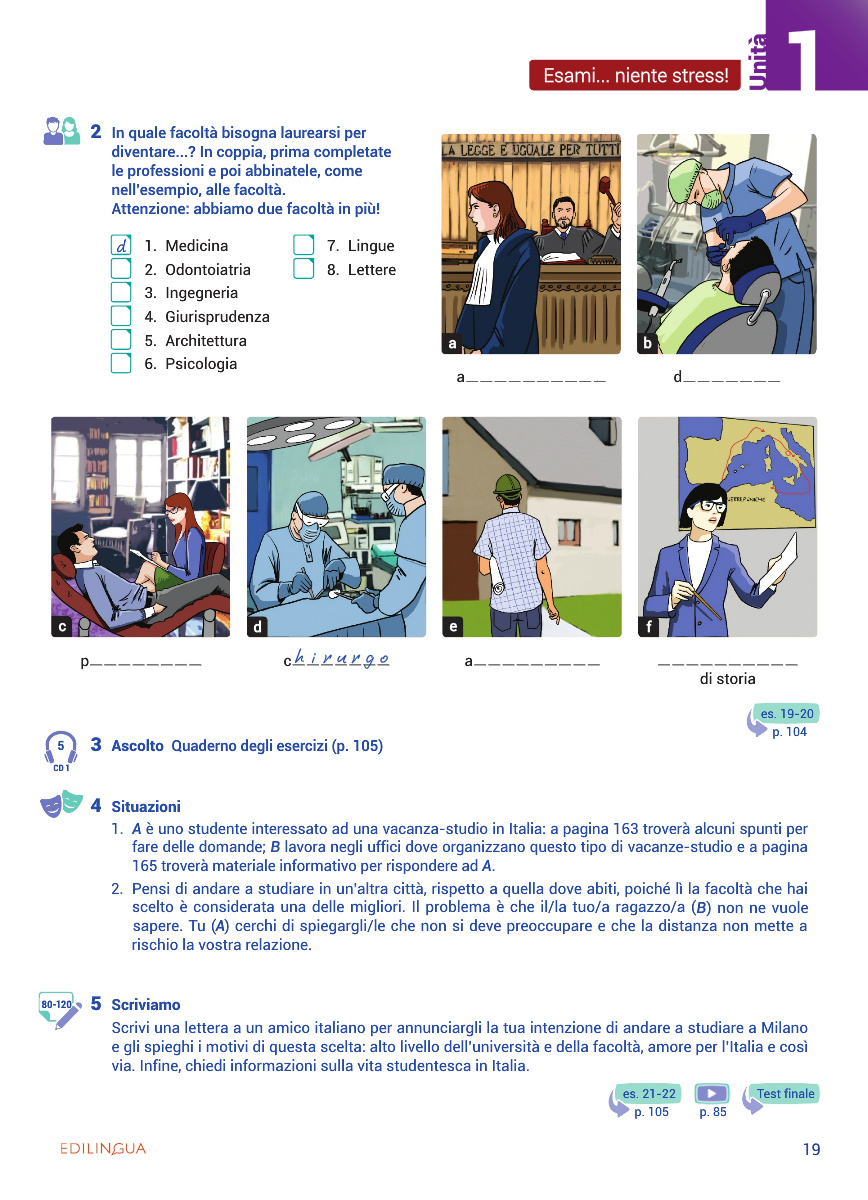 Unità 1
Esami... niente stress!
2 In quale facoltà bisogna laurearsi per
diventare...? In coppia, prima completate
le professioni e poi abbinatele, come
nell'esempio, alle facoltà.
Attenzione: abbiamo due facoltà in più!
d 1. Medicina
2. Odontoiatria
3. Ingegneria
4. Giurisprudenza
5. Architettura
6. Psicologia
7. Lingue
8. Lettere
LA LEGGE E UGUALE PER TUTTI
a
b
a__________
d_______
c
d
e
f
p________
chirurgo
a_________
__________
di storia
es. 19-20
p. 104
5
CD 1
3 Ascolto Quaderno degli esercizi (p. 105)
4 Situazioni
1. A è uno studente interessato ad una vacanza-studio in Italia: a pagina 163 troverà alcuni spunti per
fare delle domande; B lavora negli uffici dove organizzano questo tipo di vacanze-studio e a pagina
165 troverà materiale informativo per rispondere ad A.
2. Pensi di andare a studiare in un'altra città, rispetto a quella dove abiti, poiché lì la facoltà che hai
scelto è considerata una delle migliori. Il problema è che il/la tuo/a ragazzo/a (B) non ne vuole
sapere. Tu (A) cerchi di spiegargli/le che non si deve preoccupare e che la distanza non mette a
rischio la vostra relazione.
80-120
5 Scriviamo
Scrivi una lettera a un amico italiano per annunciargli la tua intenzione di andare a studiare a Milano
e gli spieghi i motivi di questa scelta: alto livello dell'università e della facoltà, amore per l'Italia e così
via. Infine, chiedi informazioni sulla vita studentesca in Italia.
es. 21-22
p. 105
p. 85
Test finale
EDILINGUA
19